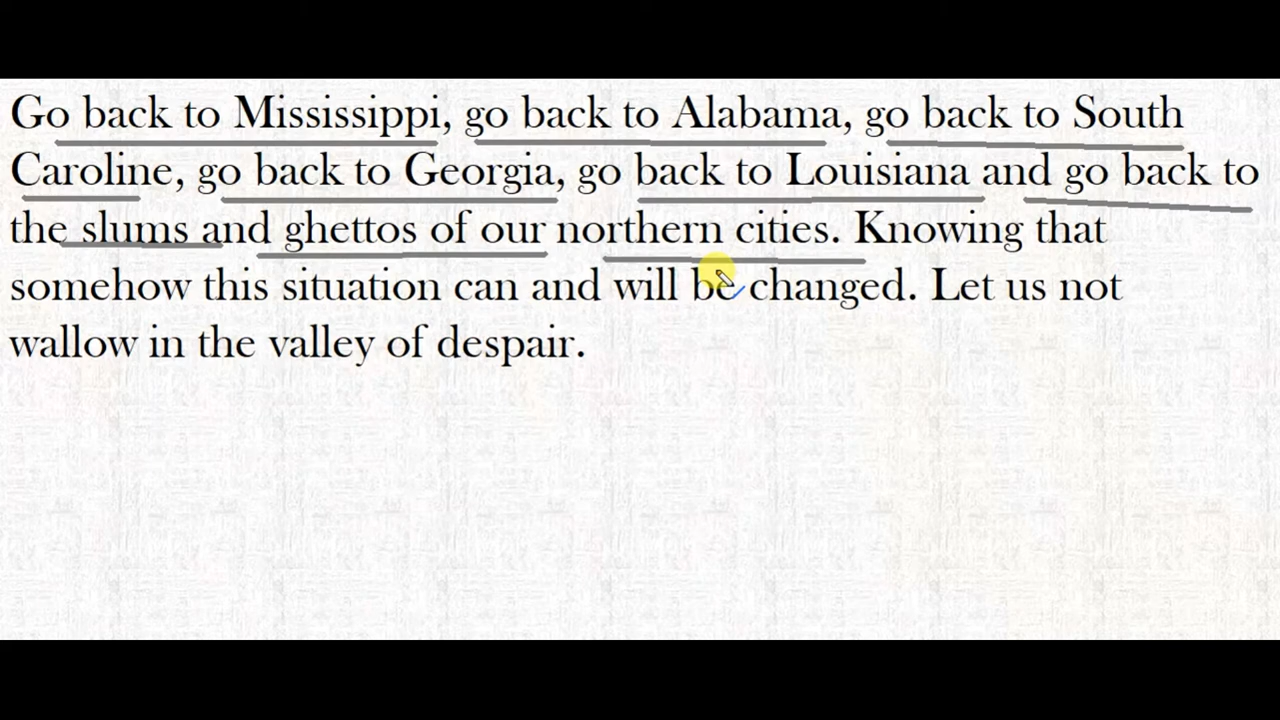 Go back to Mississippi, go back to Alabama, go back to South
Caroline, go back to Georgia, go back to Louisiana and go back to
the slums and ghettos of our northern cities. Knowing that
somehow this situation can and will be changed. Let us not
wallow in the valley of despair.